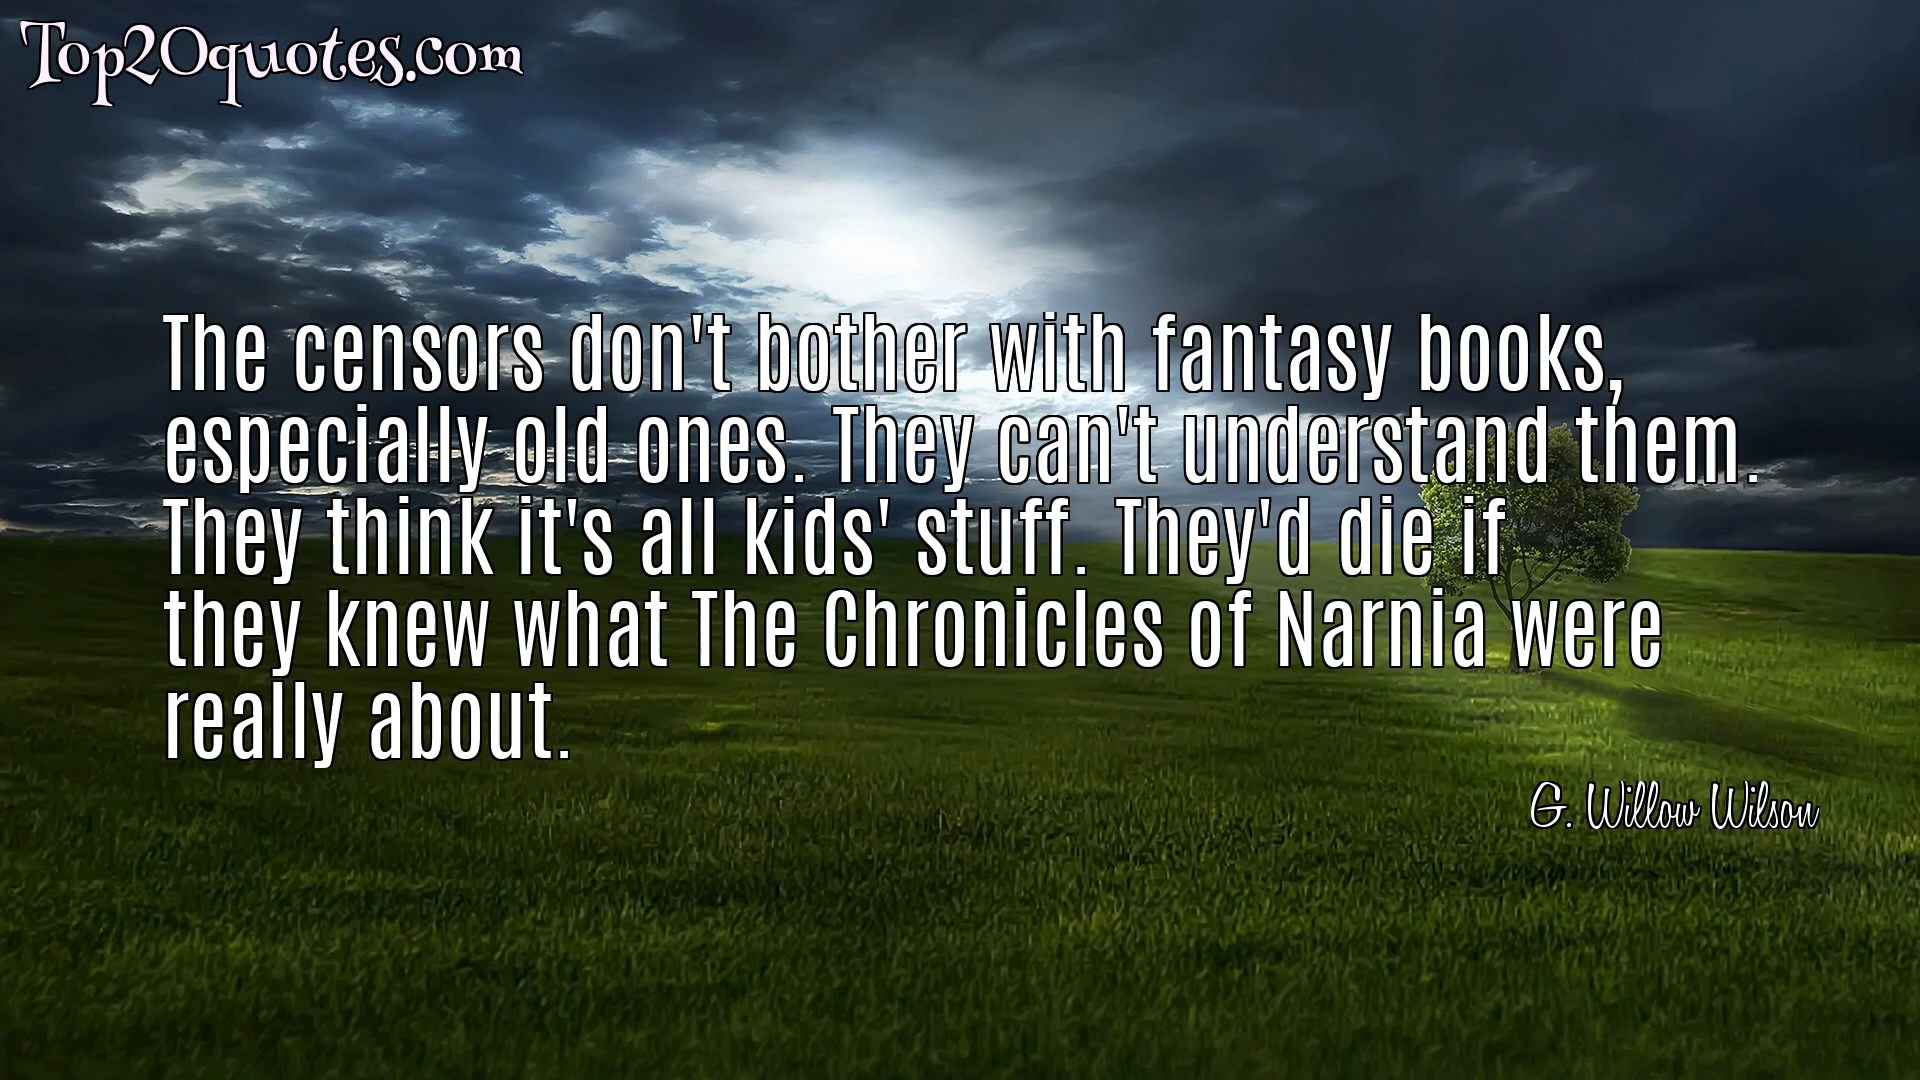 Top20quotes.com
The censors don't bother with fantasy books,
especially old ones. They can't understand them.
They think it's all kids' stuff. They'd die if
they knew what The Chronicles of Narnia were
really about.
G. Willow Wilson